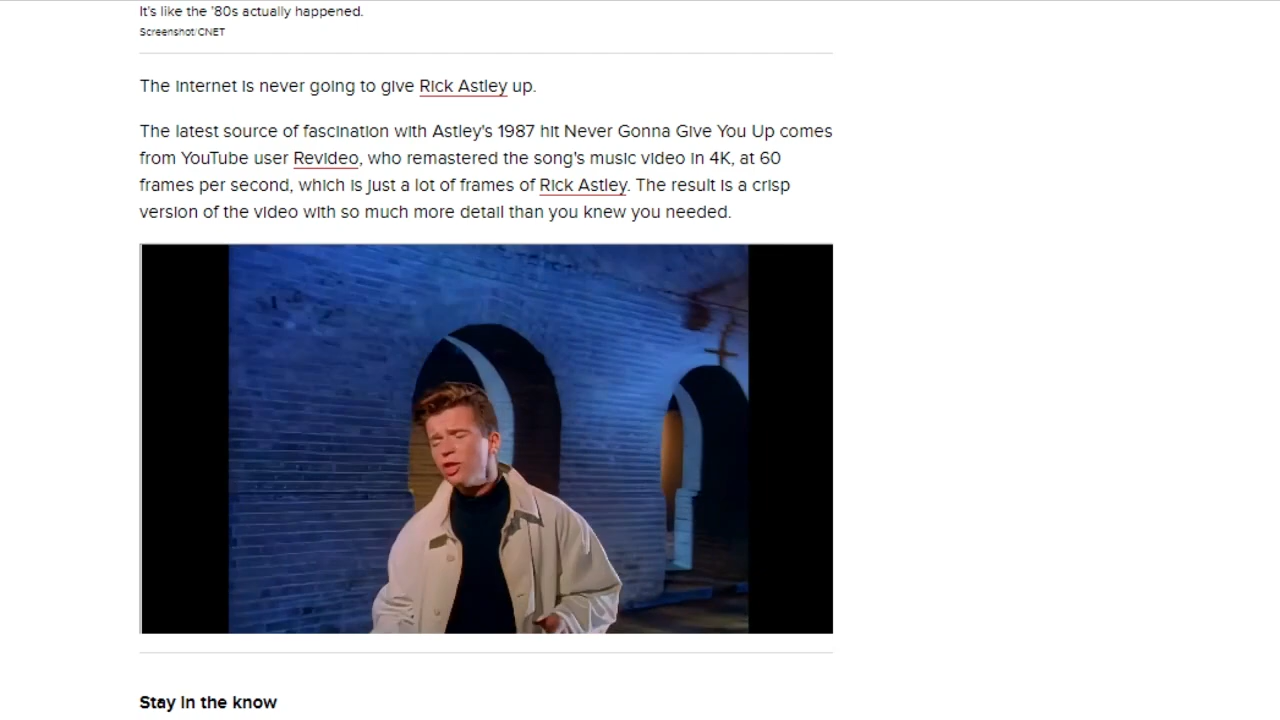 It's like the '80s actually happened.
Screenshot/CNET
The internet is never going to give Rick Astley up.
The latest source of fascination with Astley's 1987 hit Never Gonna Give You Up comes
from YouTube user Revideo, who remastered the song's music video in 4K, at 60
frames per second, which is just a lot of frames of Rick Astley. The result is a crisp
version of the video with so much more detail than you knew you needed.
Stay in the know